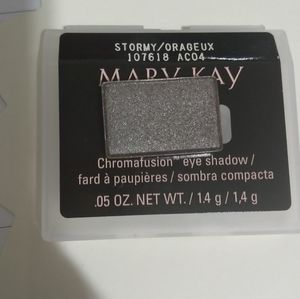 STORMY/ORAGEUX
107618 AC04
MARY KAY
Chromafusion™ eye shadow /
fard à paupières / sombra compacta
.05 OZ. NET WT. / 1.4 g / 1,4 g